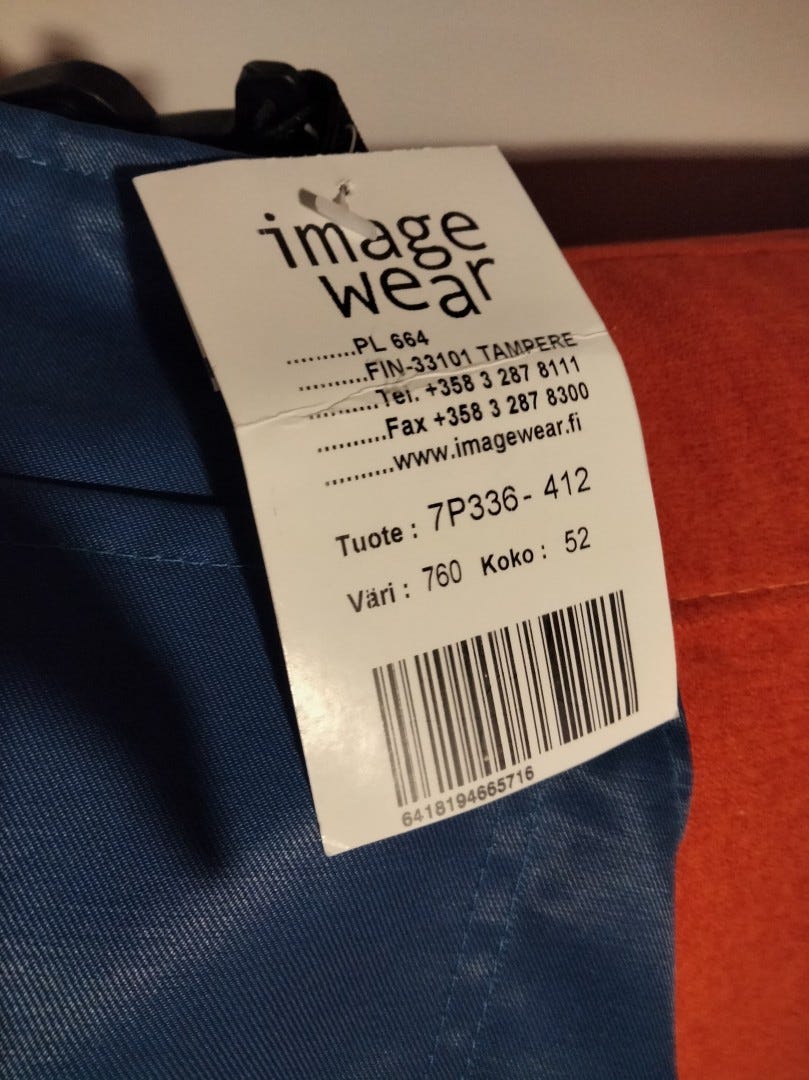 image
wear
..........PL 664
..........FIN-33101 TAMPERE
..........Tel. +358 3 287 8111
..........Fax +358 3 287 8300
..........www.imagewear.fi
Tuote : 7P336- 412
Väri : 760 Koko : 52
6418194665716